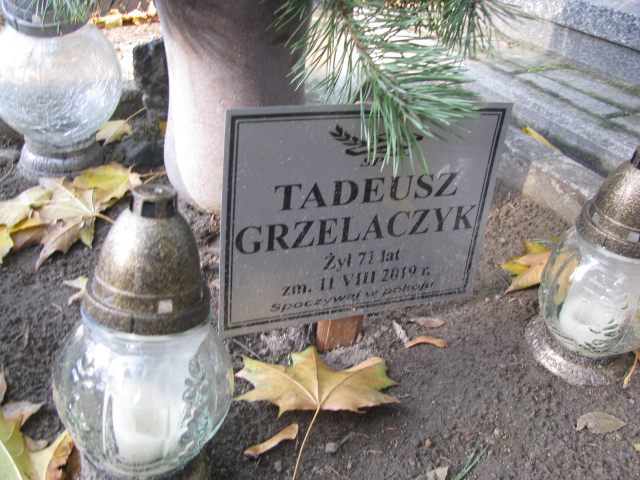 TADEUSZ
GRZELACZYK
Żył 71 lat
zm. 11 VIII 2019 r.
Spoczywaj w pokoju